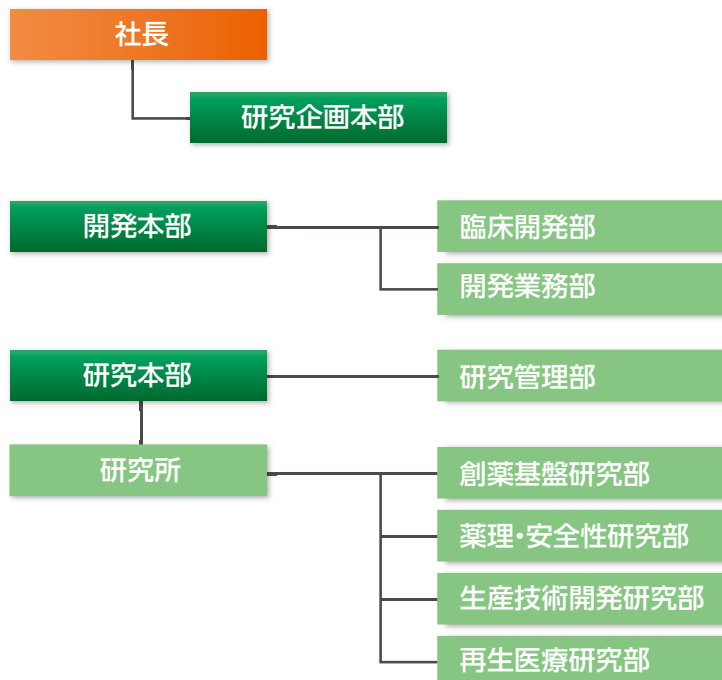 社長
研究企画本部
開発本部
臨床開発部
開発業務部
研究本部
研究管理部
研究所
創薬基盤研究部
薬理・安全性研究部
生産技術開発研究部
再生医療研究部